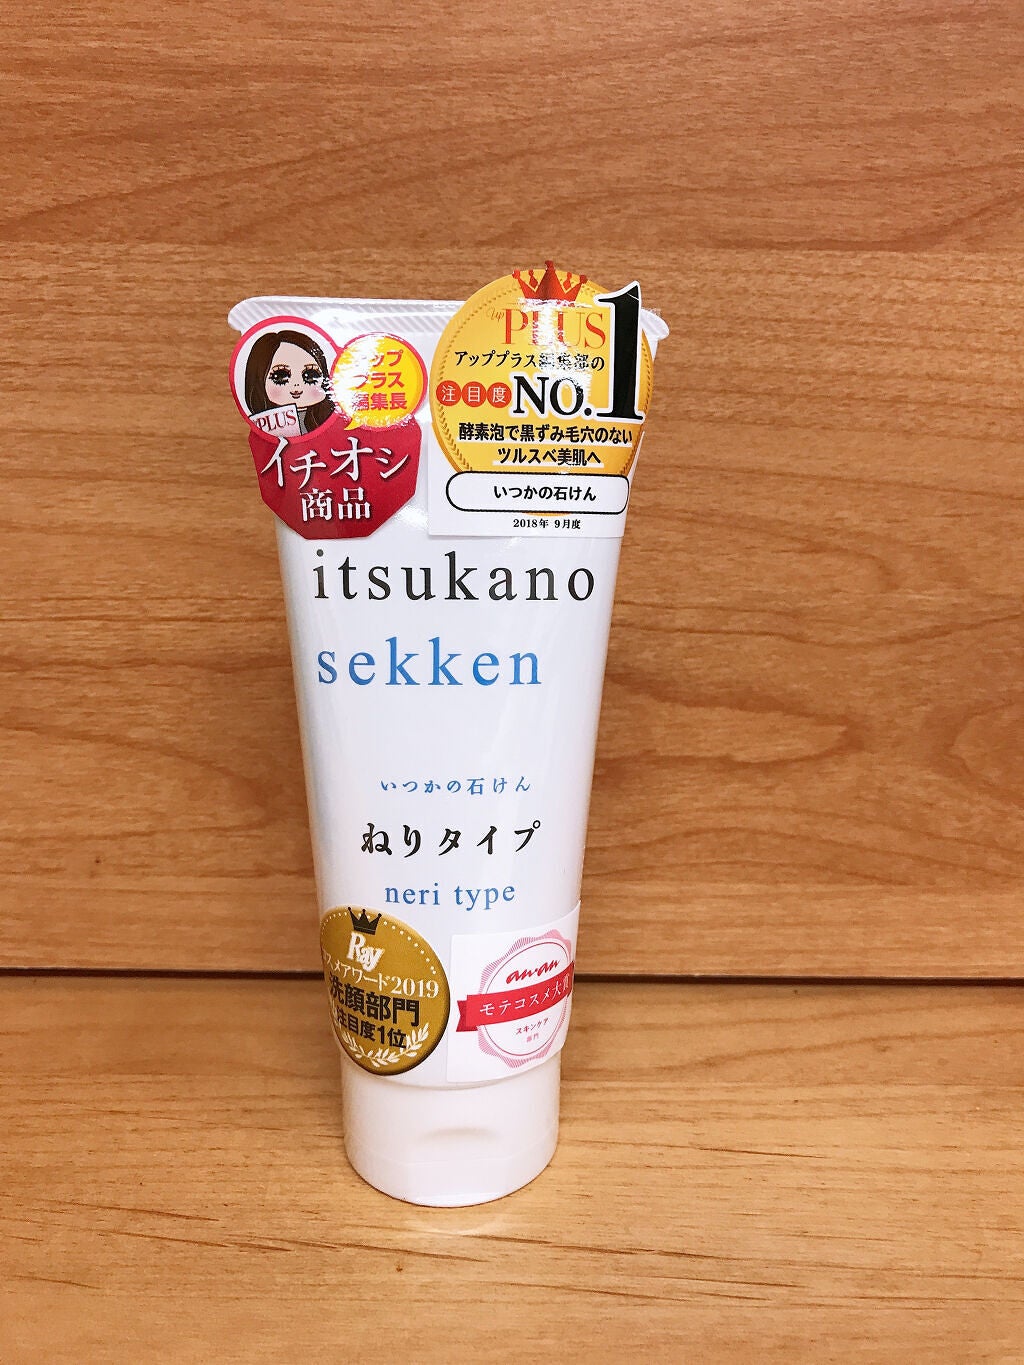 アップ
プラス
編集長
PLUS
イチオシ
商品
up PLUS
アッププラス編集部の
注目度 NO.1
酵素泡で黒ずみ毛穴のない
ツルスベ美肌へ
いつかの石けん
2018年 9月度
itsukano
sekken
いつかの石けん
ねりタイプ
neri type
Ray
コスメアワード2019
洗顔部門
注目度1位
an・an
モテコスメ大賞
スキンケア
部門